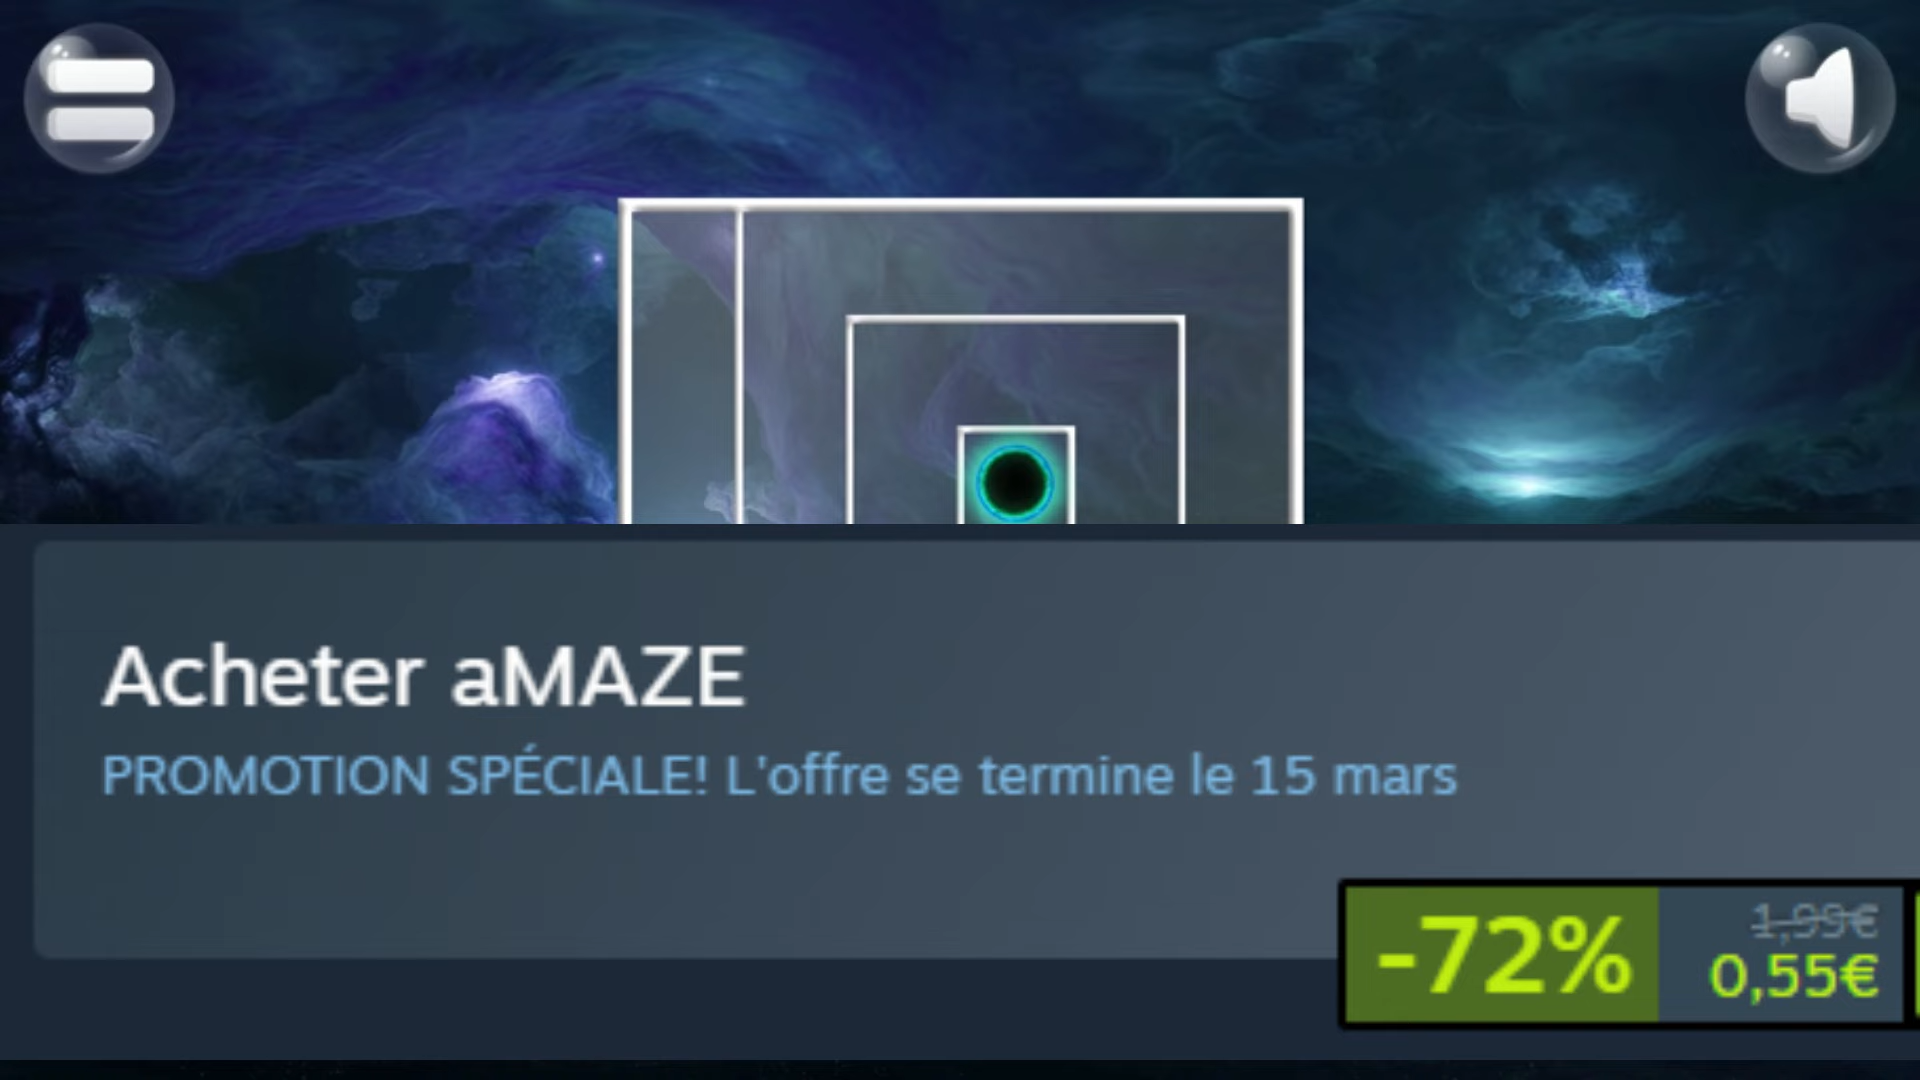 Acheter aMAZE
PROMOTION SPÉCIALE! L'offre se termine le 15 mars
-72%
1,99€
0,55€